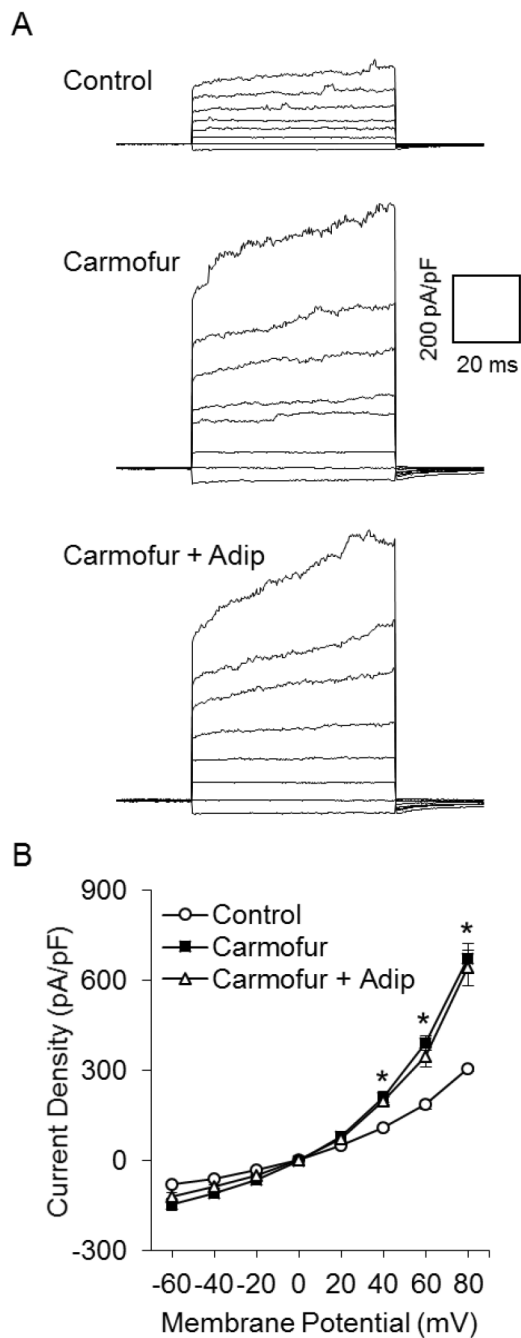 A
Control
Carmofur
200 pA/pF
20 ms
Carmofur + Adip
B
900
600
300
0
-300
Current Density (pA/pF)
Control
Carmofur
Carmofur + Adip
*
*
*
-60 -40 -20 0 20 40 60 80
Membrane Potential (mV)